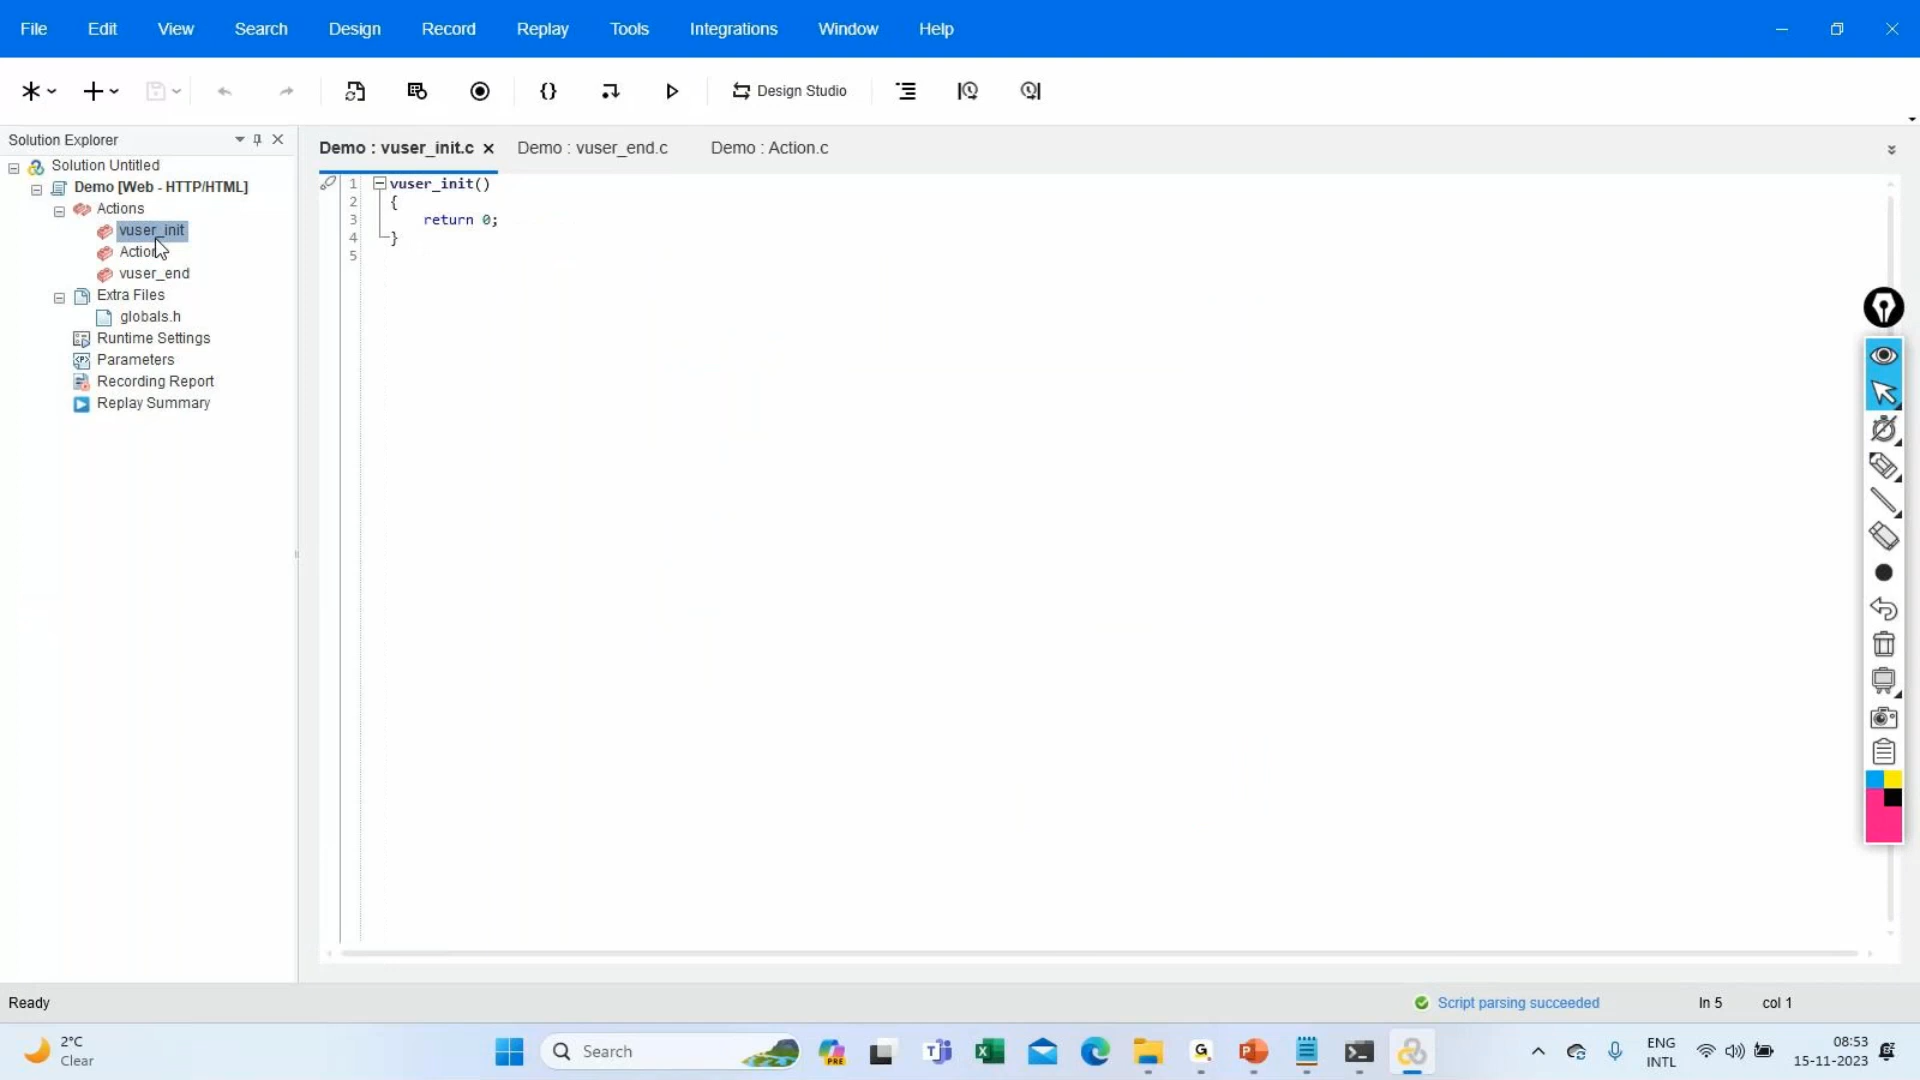 File Edit View Search Design Record Replay Tools Integrations Window Help
Design Studio
Solution Explorer
Solution Untitled
Demo [Web - HTTP/HTML]
Actions
vuser_init
Action
vuser_end
Extra Files
globals.h
Runtime Settings
Parameters
Recording Report
Replay Summary
Demo : vuser_init.c Demo : vuser_end.c Demo : Action.c
1 vuser_init()
2 {
3 return 0;
4 }
5
Ready Script parsing succeeded ln 5 col 1
2°C
Clear
Search
PRE
ENG
INTL
08:53
15-11-2023